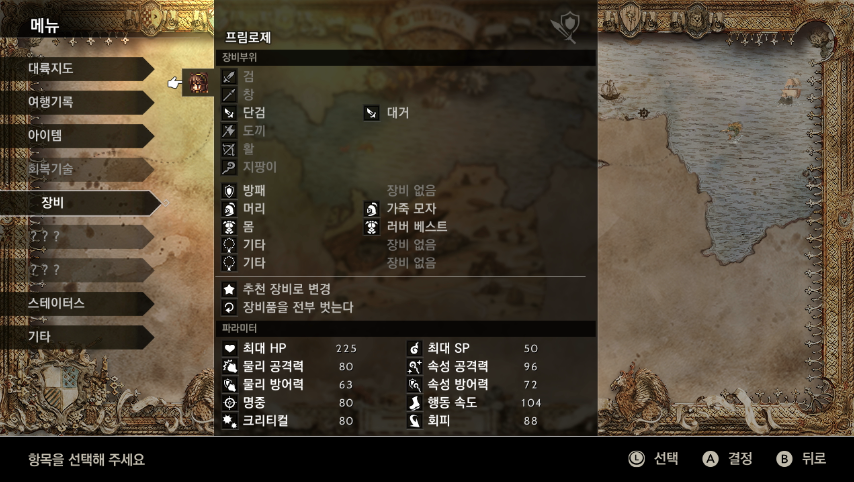 메뉴
대륙지도
여행기록
아이템
회복기술
장비
? ? ?
? ? ?
스테이터스
기타
프림로제
장비부위
검
창
단검 대거
도끼
활
지팡이
방패 장비 없음
머리 가죽 모자
몸 러버 베스트
기타 장비 없음
기타 장비 없음
추천 장비로 변경
장비품을 전부 벗는다
파라미터
최대 HP 225 최대 SP 50
물리 공격력 80 속성 공격력 96
물리 방어력 63 속성 방어력 72
명중 80 행동 속도 104
크리티컬 80 회피 88
항목을 선택해 주세요
L 선택 A 결정 B 뒤로